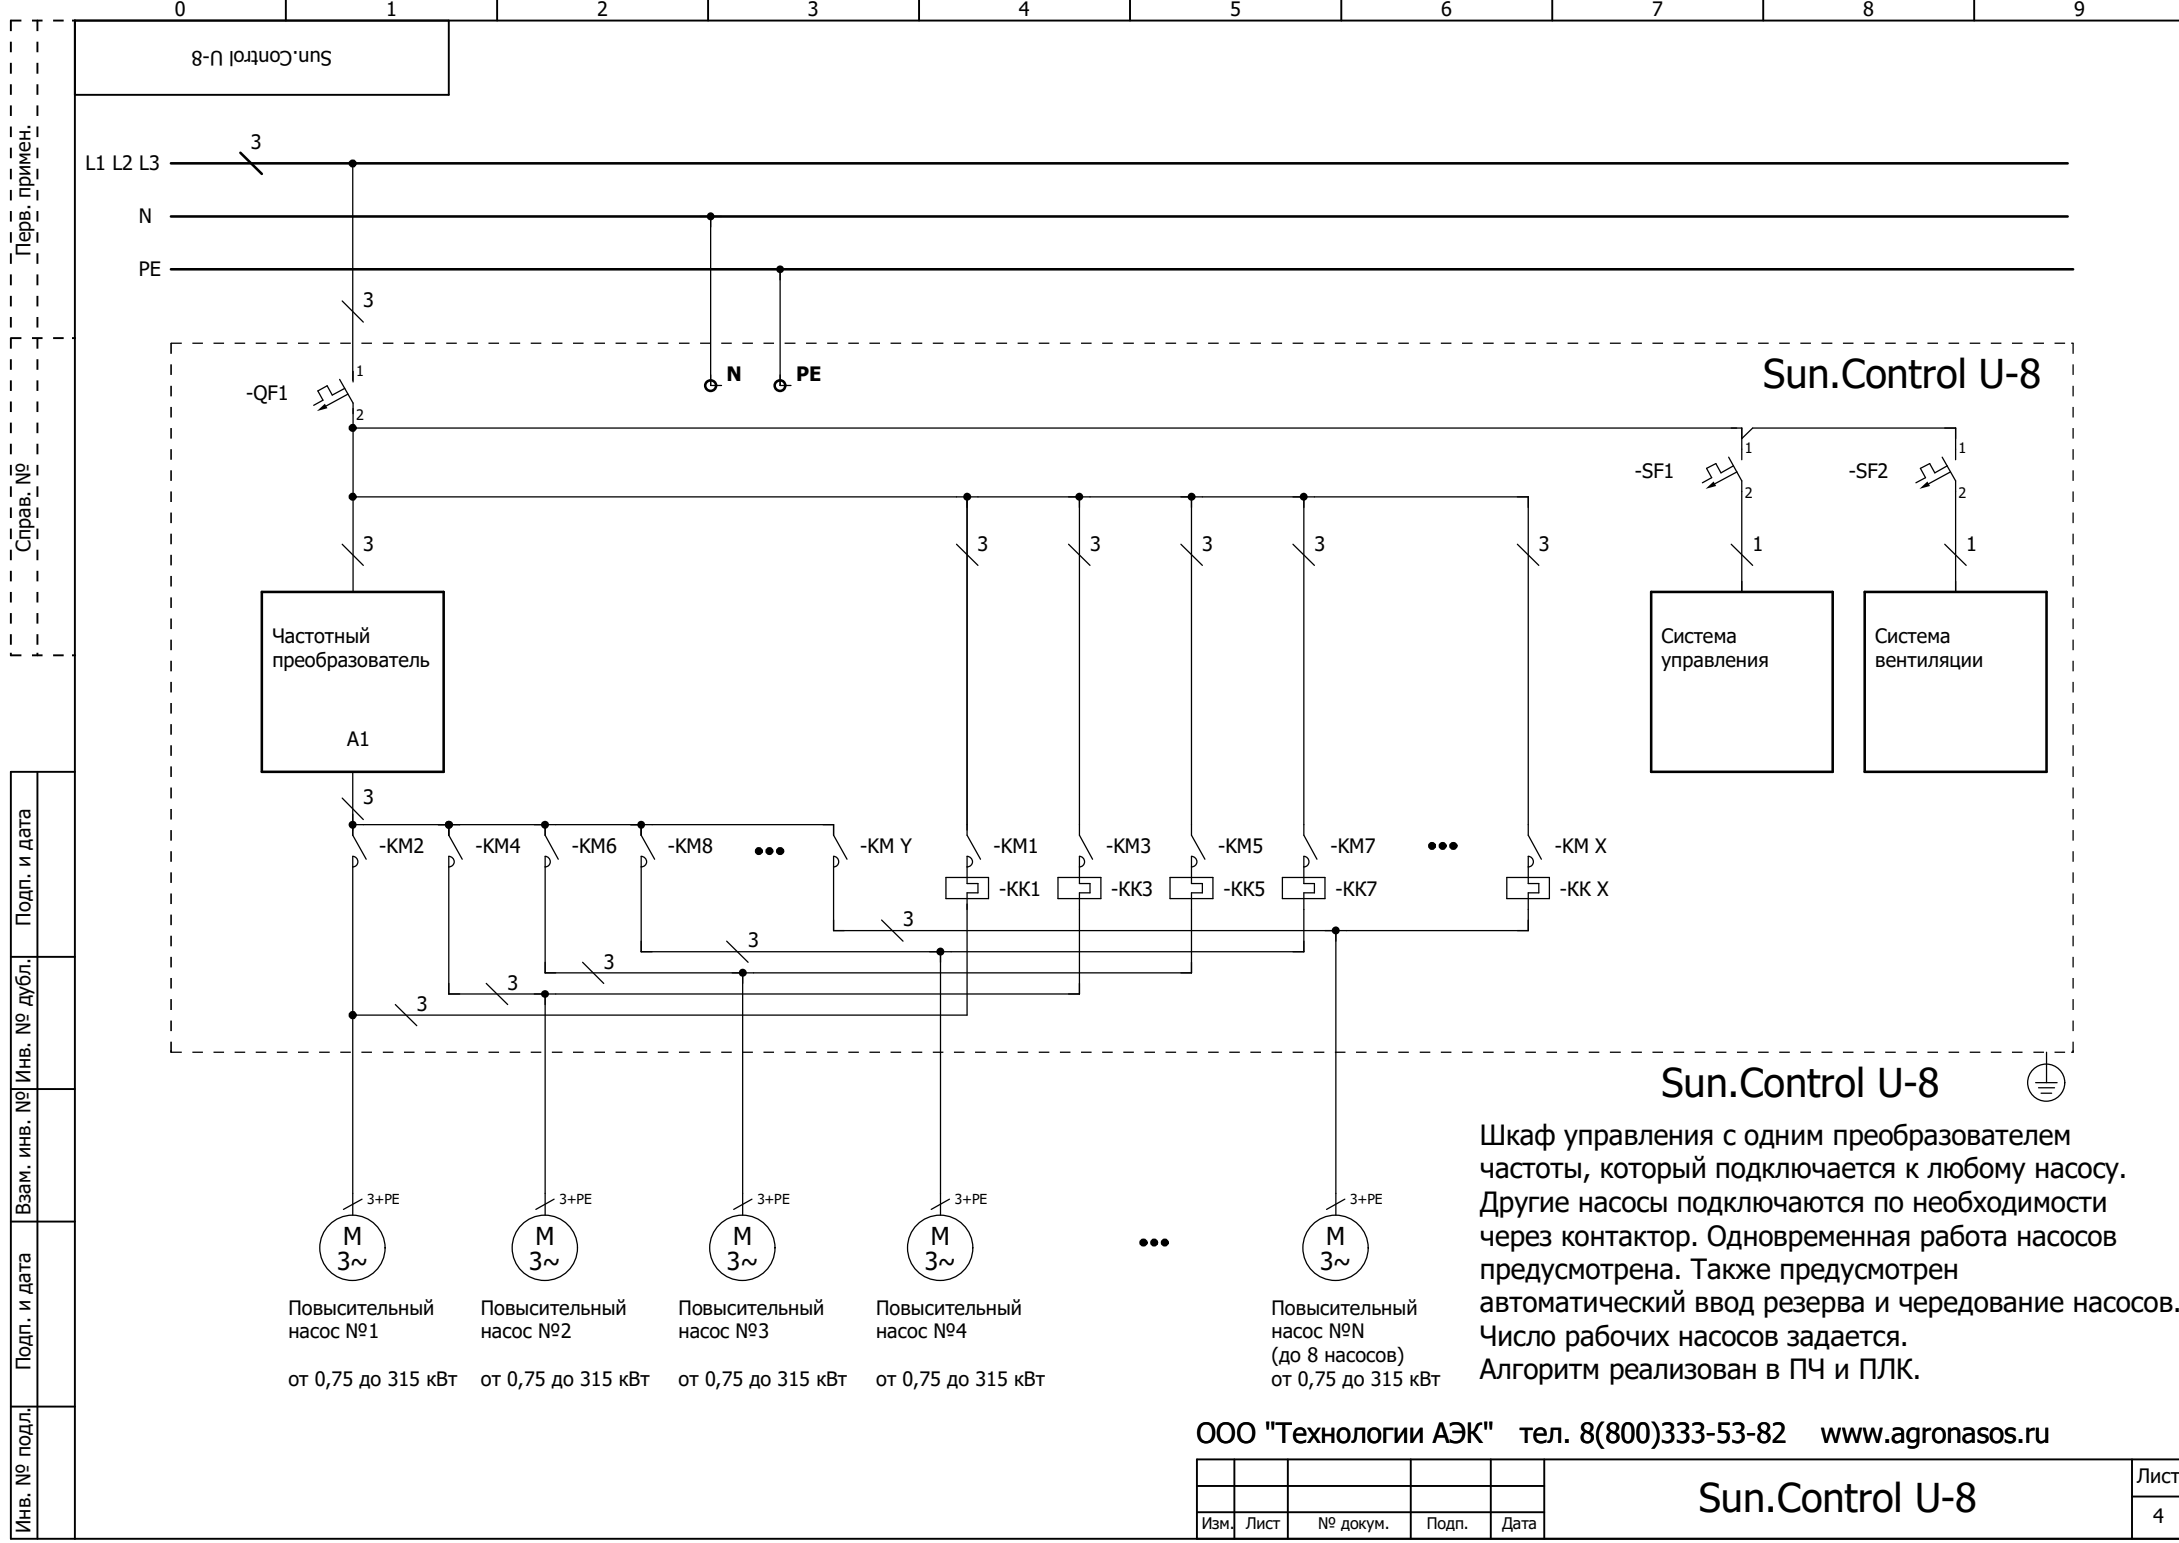 0 1 2 3 4 5 6 7 8 9
Sun.Control U-8
Перв. примен.
Справ. №
Подп. и дата
Инв. № дубл.
Взам. инв. №
Подп. и дата
Инв. № подл.
3
L1 L2 L3
N
PE
3
N PE
Sun.Control U-8
-QF1 1 2
-SF1 1 2
-SF2 1 2
3 3 3 3 3 3 1 1
Частотный
преобразователь
A1
Система
управления
Система
вентиляции
3
-KM2 -KM4 -KM6 -KM8 ••• -KM Y -KM1 -KM3 -KM5 -KM7 ••• -KM X
-KK1 -KK3 -KK5 -KK7 -KK X
3
3
3
3
3
Sun.Control U-8
Шкаф управления с одним преобразователем
частоты, который подключается к любому насосу.
Другие насосы подключаются по необходимости
через контактор. Одновременная работа насосов
предусмотрена. Также предусмотрен
автоматический ввод резерва и чередование насосов.
Число рабочих насосов задается.
Алгоритм реализован в ПЧ и ПЛК.
3+PE 3+PE 3+PE 3+PE 3+PE
M M M M ••• M
3~ 3~ 3~ 3~ 3~
Повысительный
насос №1
от 0,75 до 315 кВт
Повысительный
насос №2
от 0,75 до 315 кВт
Повысительный
насос №3
от 0,75 до 315 кВт
Повысительный
насос №4
от 0,75 до 315 кВт
Повысительный
насос №N
(до 8 насосов)
от 0,75 до 315 кВт
ООО "Технологии АЭК" тел. 8(800)333-53-82 www.agronasos.ru
Изм. Лист № докум. Подп. Дата
Sun.Control U-8
Лист
4